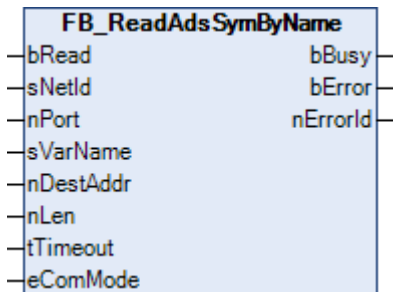 FB_ReadAdsSymByName
bRead bBusy
sNetId bError
nPort nErrorId
sVarName
nDestAddr
nLen
tTimeout
eComMode